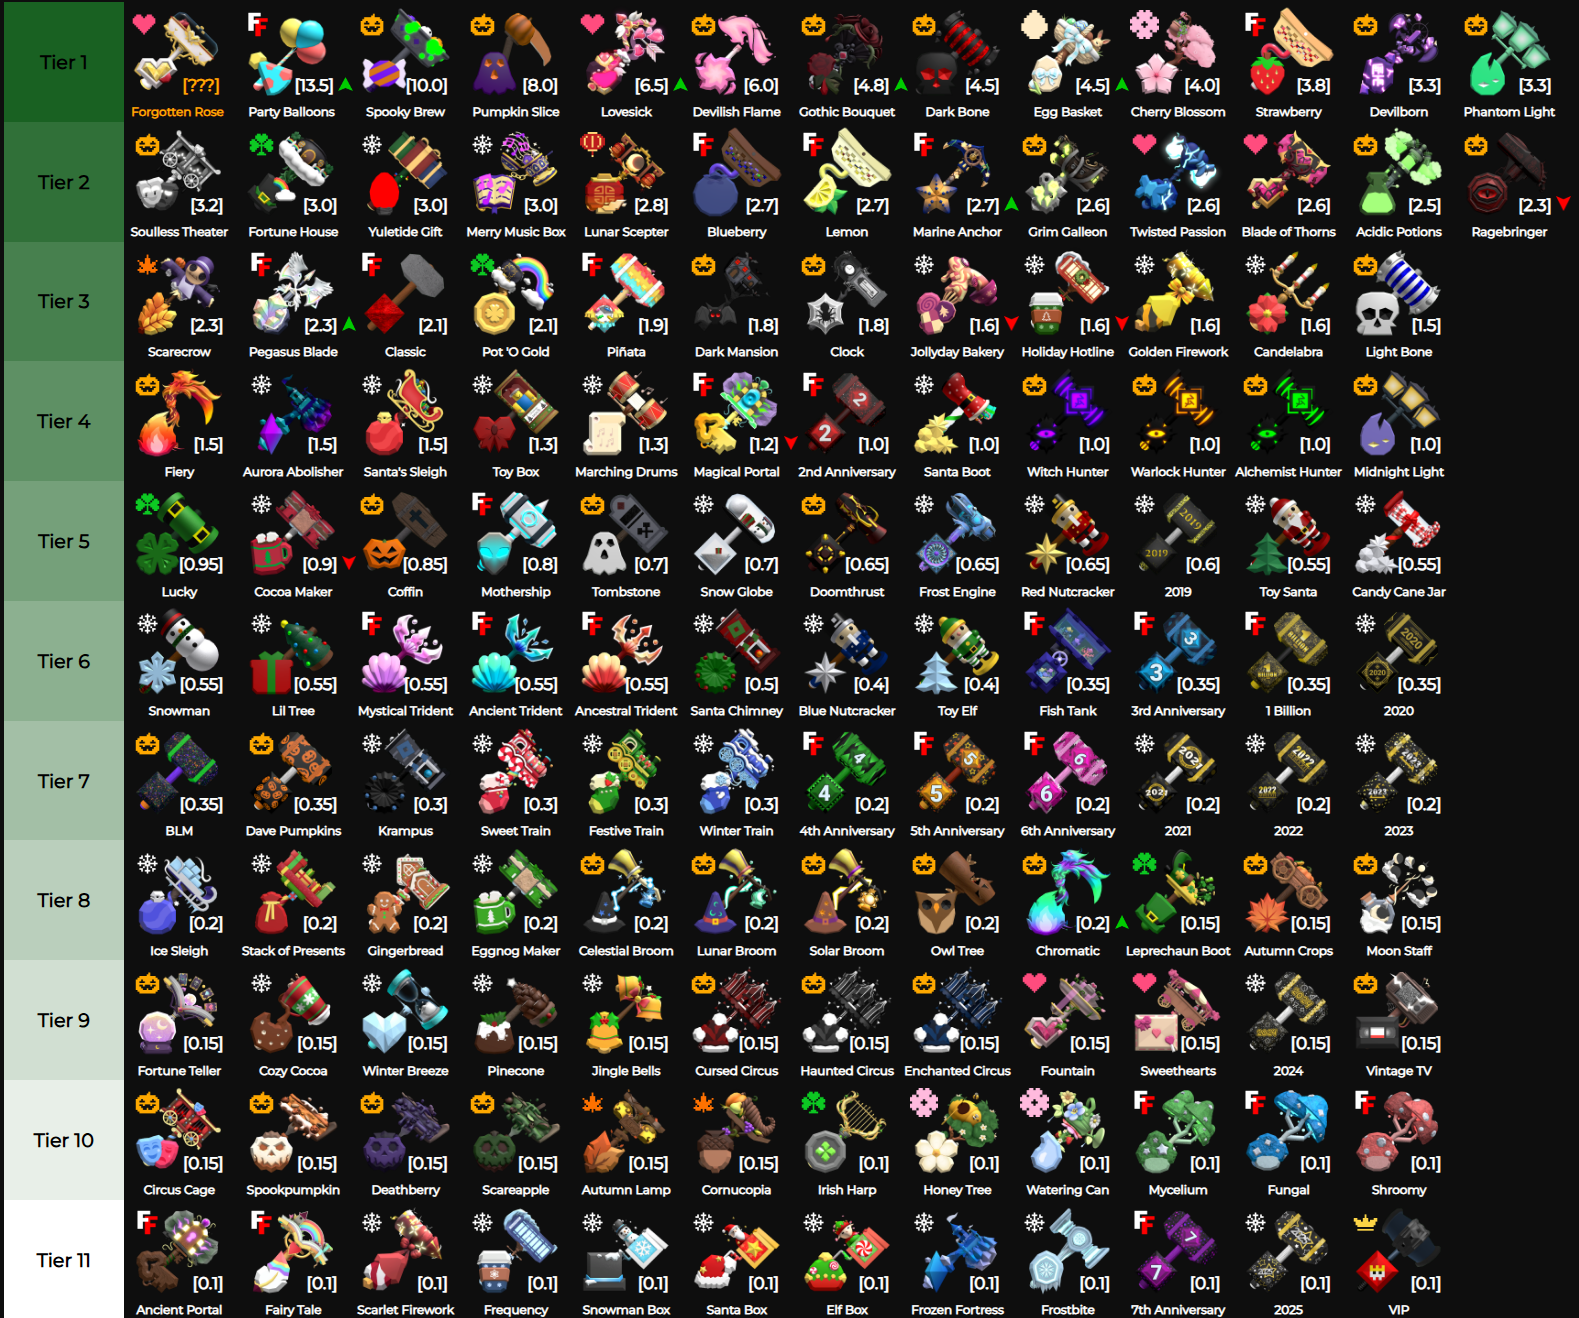 Tier 1
[???] [13.5] [10.0] [8.0] [6.5] [6.0] [4.8] [4.5] [4.5] [4.0] [3.8] [3.3] [3.3]
Forgotten Rose Party Balloons Spooky Brew Pumpkin Slice Lovesick Devilish Flame Gothic Bouquet Dark Bone Egg Basket Cherry Blossom Strawberry Devilborn Phantom Light
Tier 2
[3.2] [3.0] [3.0] [3.0] [2.8] [2.7] [2.7] [2.7] [2.6] [2.6] [2.6] [2.5] [2.3]
Soulless Theater Fortune House Yuletide Gift Merry Music Box Lunar Scepter Blueberry Lemon Marine Anchor Grim Galleon Twisted Passion Blade of Thorns Acidic Potions Ragebringer
Tier 3
[2.3] [2.3] [2.1] [2.1] [1.9] [1.8] [1.8] [1.6] [1.6] [1.6] [1.6] [1.5]
Scarecrow Pegasus Blade Classic Pot 'O Gold Piñata Dark Mansion Clock Jollyday Bakery Holiday Hotline Golden Firework Candelabra Light Bone
Tier 4
[1.5] [1.5] [1.5] [1.3] [1.3] [1.2] [1.0] [1.0] [1.0] [1.0] [1.0] [1.0]
Fiery Aurora Abolisher Santa's Sleigh Toy Box Marching Drums Magical Portal 2nd Anniversary Santa Boot Witch Hunter Warlock Hunter Alchemist Hunter Midnight Light
Tier 5
[0.95] [0.9] [0.85] [0.8] [0.7] [0.7] [0.65] [0.65] [0.65] [0.6] [0.55] [0.55]
Lucky Cocoa Maker Coffin Mothership Tombstone Snow Globe Doomthrust Frost Engine Red Nutcracker 2019 Toy Santa Candy Cane Jar
Tier 6
[0.55] [0.55] [0.55] [0.55] [0.55] [0.5] [0.4] [0.4] [0.35] [0.35] [0.35] [0.35]
Snowman Lil Tree Mystical Trident Ancient Trident Ancestral Trident Santa Chimney Blue Nutcracker Toy Elf Fish Tank 3rd Anniversary 1 Billion 2020
Tier 7
[0.35] [0.35] [0.3] [0.3] [0.3] [0.3] [0.2] [0.2] [0.2] [0.2] [0.2] [0.2]
BLM Dave Pumpkins Krampus Sweet Train Festive Train Winter Train 4th Anniversary 5th Anniversary 6th Anniversary 2021 2022 2023
Tier 8
[0.2] [0.2] [0.2] [0.2] [0.2] [0.2] [0.2] [0.2] [0.2] [0.15] [0.15] [0.15]
Ice Sleigh Stack of Presents Gingerbread Eggnog Maker Celestial Broom Lunar Broom Solar Broom Owl Tree Chromatic Leprechaun Boot Autumn Crops Moon Staff
Tier 9
[0.15] [0.15] [0.15] [0.15] [0.15] [0.15] [0.15] [0.15] [0.15] [0.15] [0.15] [0.15]
Fortune Teller Cozy Cocoa Winter Breeze Pinecone Jingle Bells Cursed Circus Haunted Circus Enchanted Circus Fountain Sweethearts 2024 Vintage TV
Tier 10
[0.15] [0.15] [0.15] [0.15] [0.15] [0.15] [0.1] [0.1] [0.1] [0.1] [0.1] [0.1]
Circus Cage Spookpumpkin Deathberry Scareapple Autumn Lamp Cornucopia Irish Harp Honey Tree Watering Can Mycelium Fungal Shroomy
Tier 11
[0.1] [0.1] [0.1] [0.1] [0.1] [0.1] [0.1] [0.1] [0.1] [0.1] [0.1] [0.1]
Ancient Portal Fairy Tale Scarlet Firework Frequency Snowman Box Santa Box Elf Box Frozen Fortress Frostbite 7th Anniversary 2025 VIP